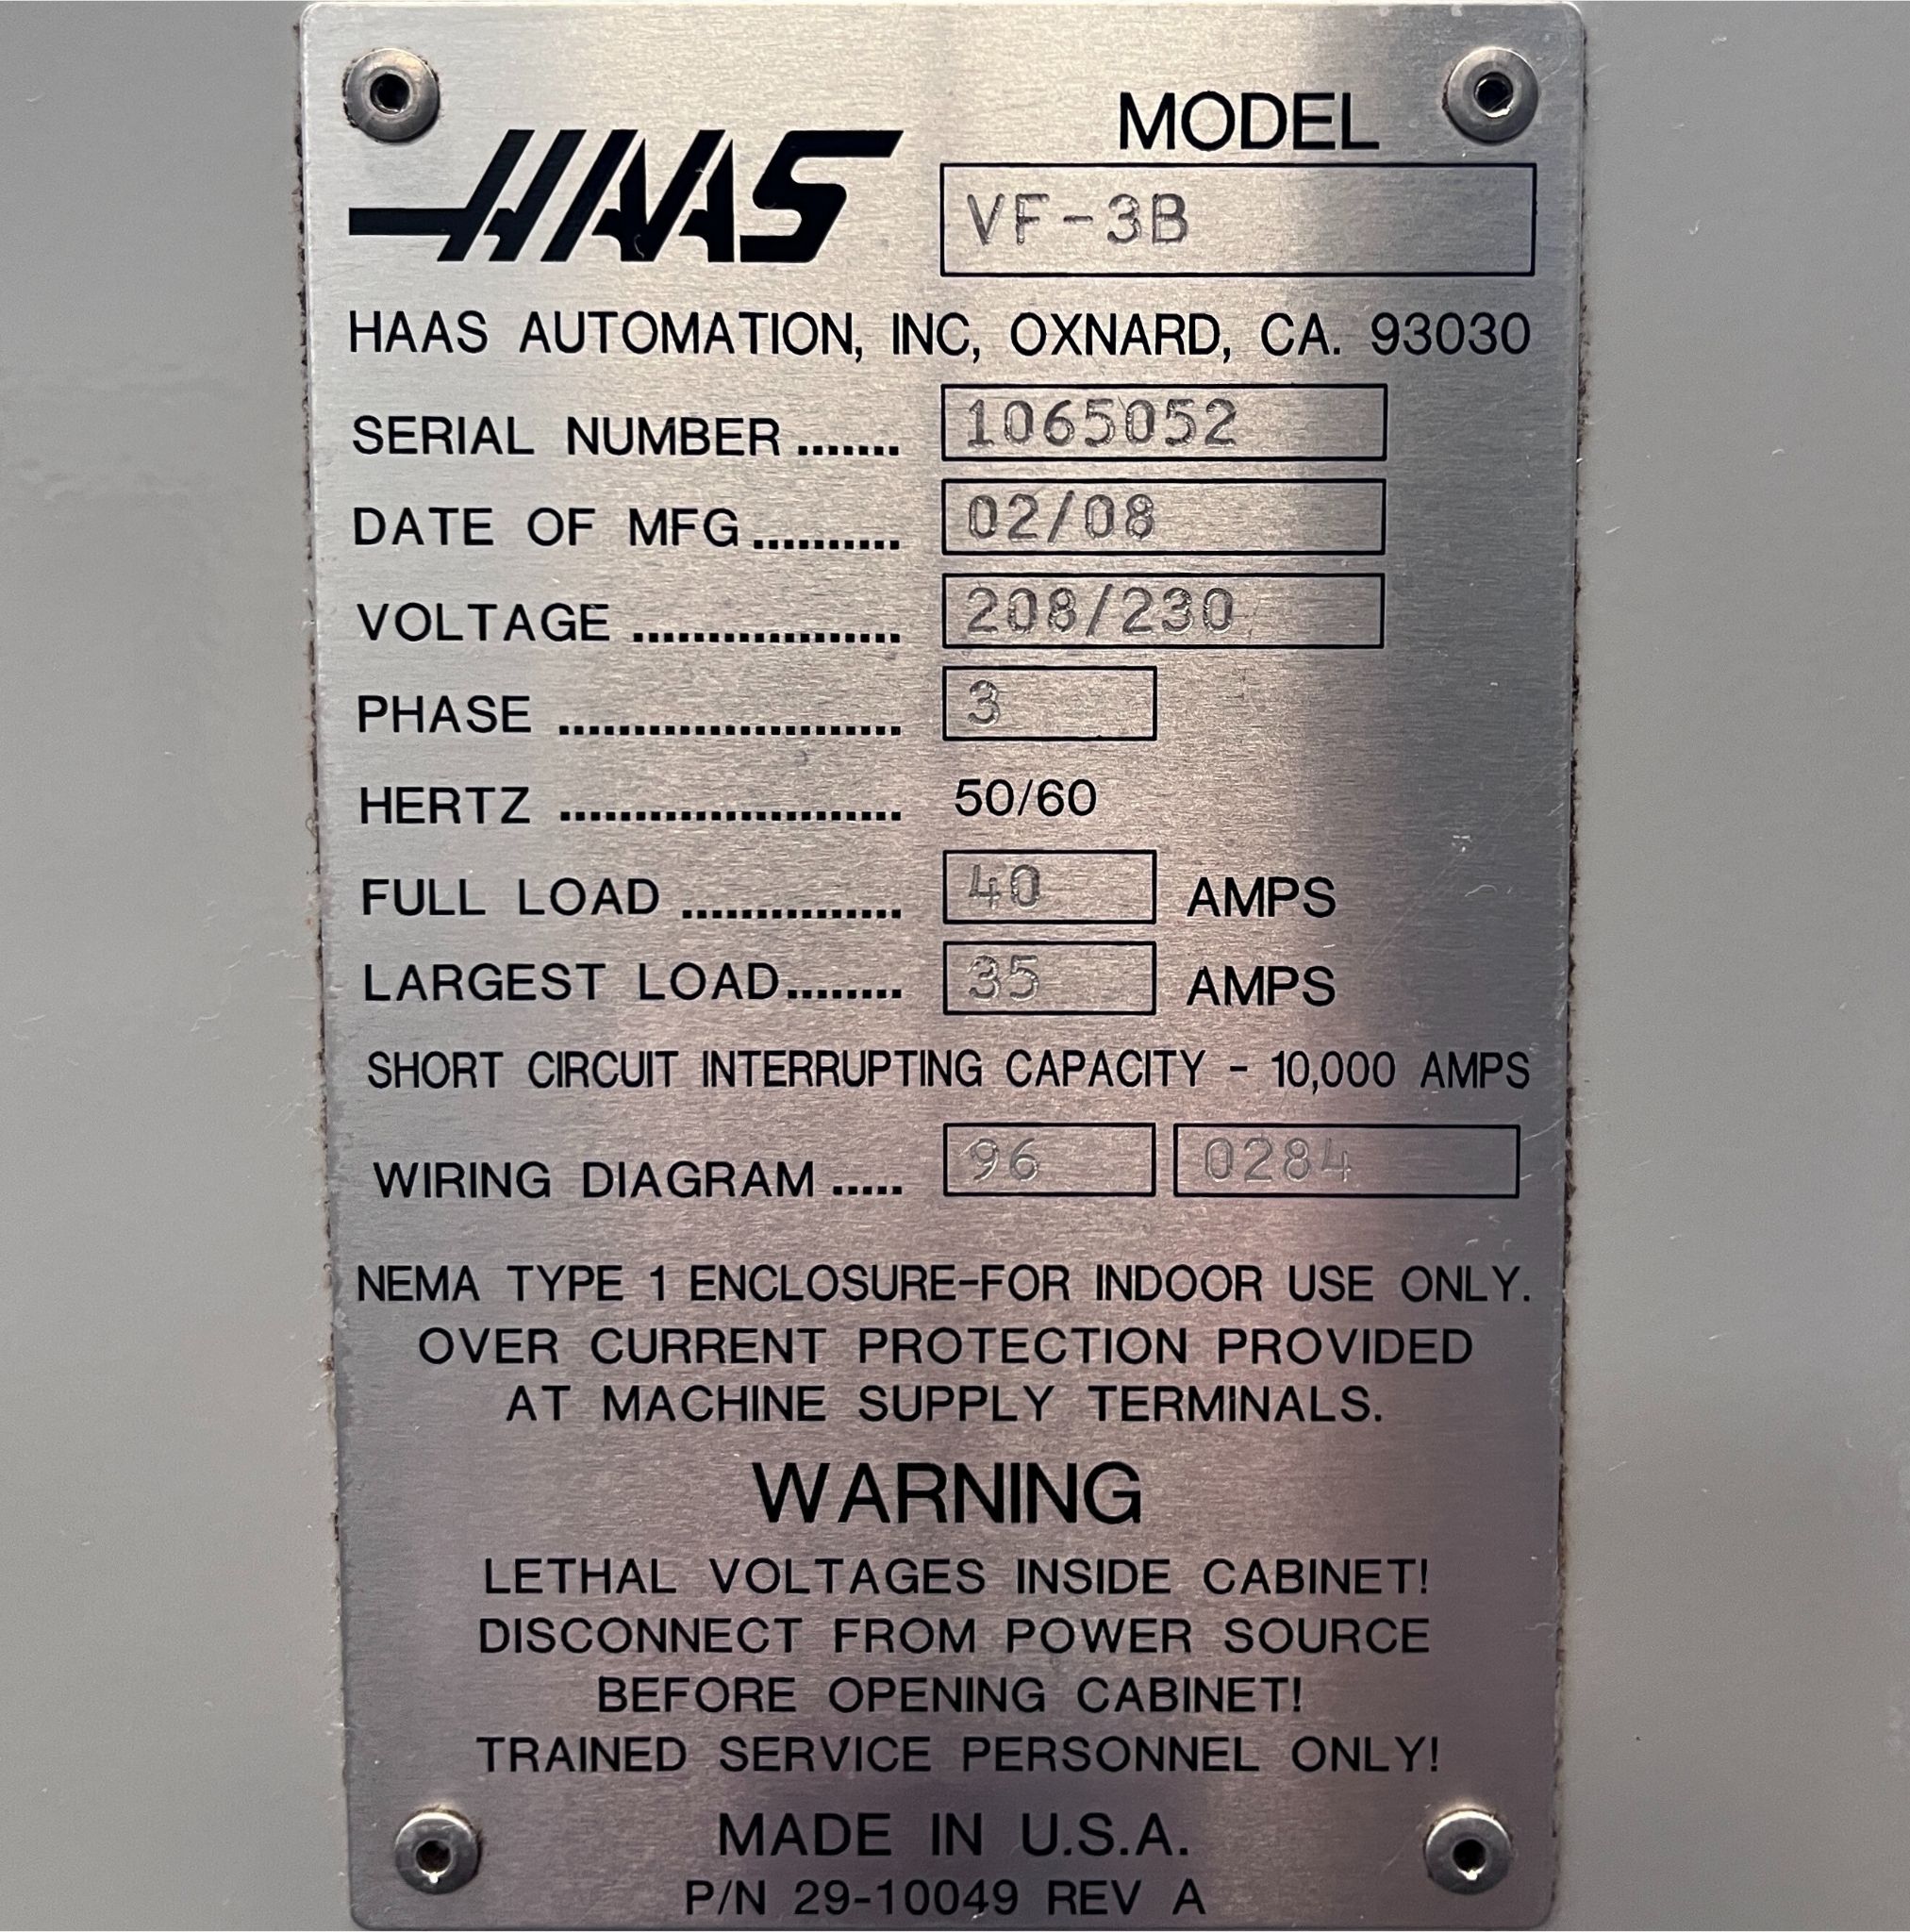 MODEL
HAAS VF-3B
HAAS AUTOMATION, INC, OXNARD, CA. 93030
SERIAL NUMBER ....... 1065052
DATE OF MFG .......... 02/08
VOLTAGE .................. 208/230
PHASE ....................... 3
HERTZ ....................... 50/60
FULL LOAD ............... 40 AMPS
LARGEST LOAD ........ 35 AMPS
SHORT CIRCUIT INTERRUPTING CAPACITY - 10,000 AMPS
WIRING DIAGRAM ..... 96 0284
NEMA TYPE 1 ENCLOSURE-FOR INDOOR USE ONLY.
OVER CURRENT PROTECTION PROVIDED
AT MACHINE SUPPLY TERMINALS.
WARNING
LETHAL VOLTAGES INSIDE CABINET!
DISCONNECT FROM POWER SOURCE
BEFORE OPENING CABINET!
TRAINED SERVICE PERSONNEL ONLY!
MADE IN U.S.A.
P/N 29-10049 REV A